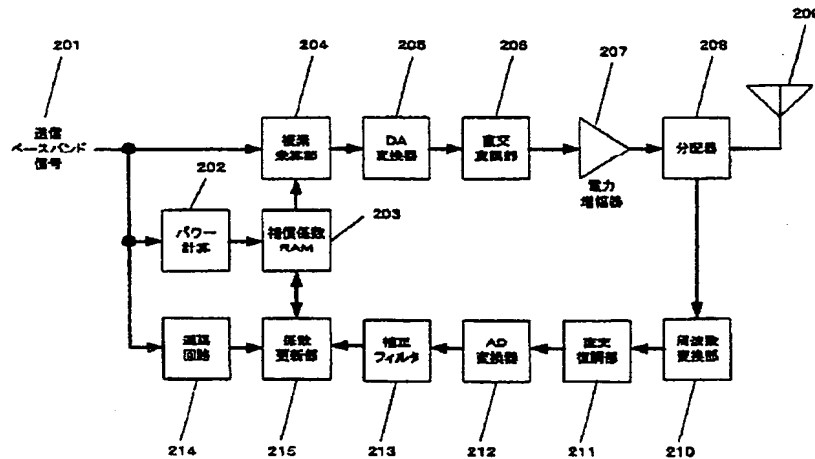 201
204
205
206
207
208
209
送信
ベースバンド
信号
複素
乗算部
DA
変換器
直交
変調部
分配器
電力
増幅器
202
203
パワー
計算
補償係数
RAM
遅延
回路
係数
更新部
補正
フィルタ
AD
変換器
直交
復調部
周波数
変換部
214
215
213
212
211
210